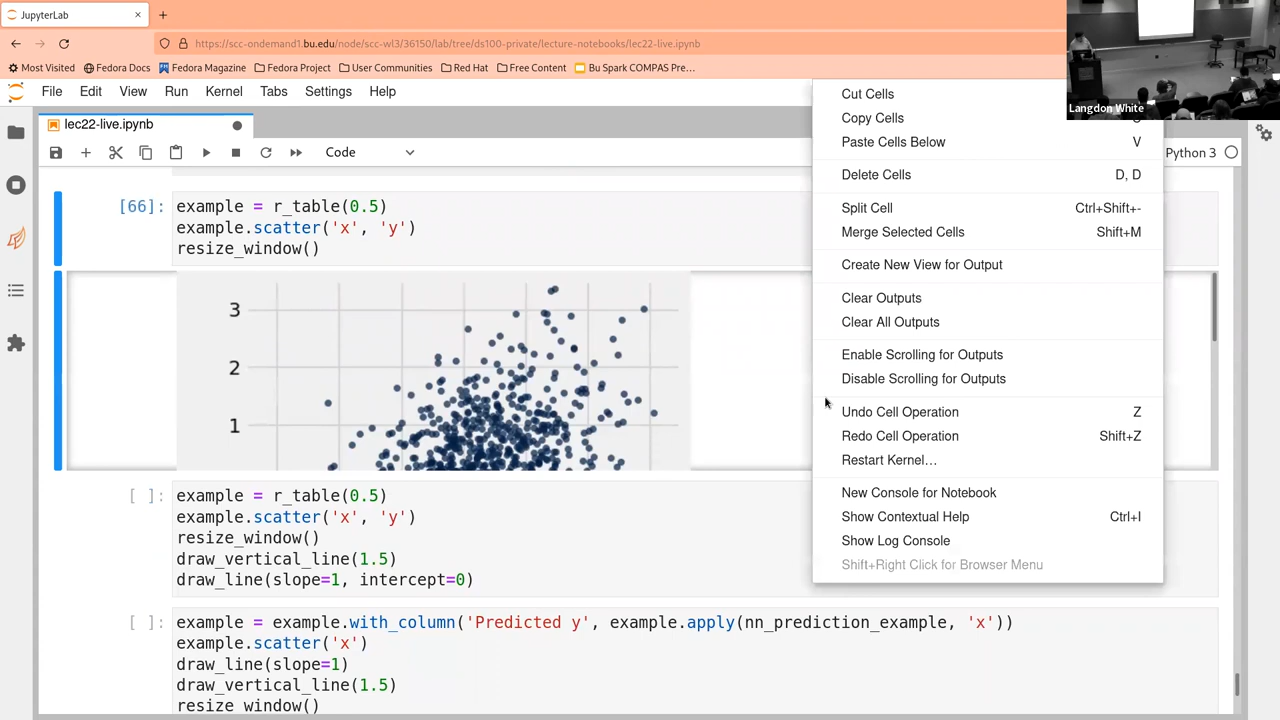 JupyterLab
https://scc-ondemand1.bu.edu/node/scc-wl3/36150/lab/tree/ds100-private/lecture-notebooks/lec22-live.ipynb
Most Visited Fedora Docs Fedora Magazine Fedora Project User Communities Red Hat Free Content Bu Spark COMPAS Pre…
File Edit View Run Kernel Tabs Settings Help
Langdon White
lec22-live.ipynb
Code
Python 3
[66]: example = r_table(0.5)
example.scatter('x', 'y')
resize_window()
3
2
1
[ ]: example = r_table(0.5)
example.scatter('x', 'y')
resize_window()
draw_vertical_line(1.5)
draw_line(slope=1, intercept=0)
[ ]: example = example.with_column('Predicted y', example.apply(nn_prediction_example, 'x'))
example.scatter('x')
draw_line(slope=1)
draw_vertical_line(1.5)
resize_window()
Cut Cells
Copy Cells
Paste Cells Below V
Delete Cells D, D
Split Cell Ctrl+Shift+-
Merge Selected Cells Shift+M
Create New View for Output
Clear Outputs
Clear All Outputs
Enable Scrolling for Outputs
Disable Scrolling for Outputs
Undo Cell Operation Z
Redo Cell Operation Shift+Z
Restart Kernel…
New Console for Notebook
Show Contextual Help Ctrl+I
Show Log Console
Shift+Right Click for Browser Menu